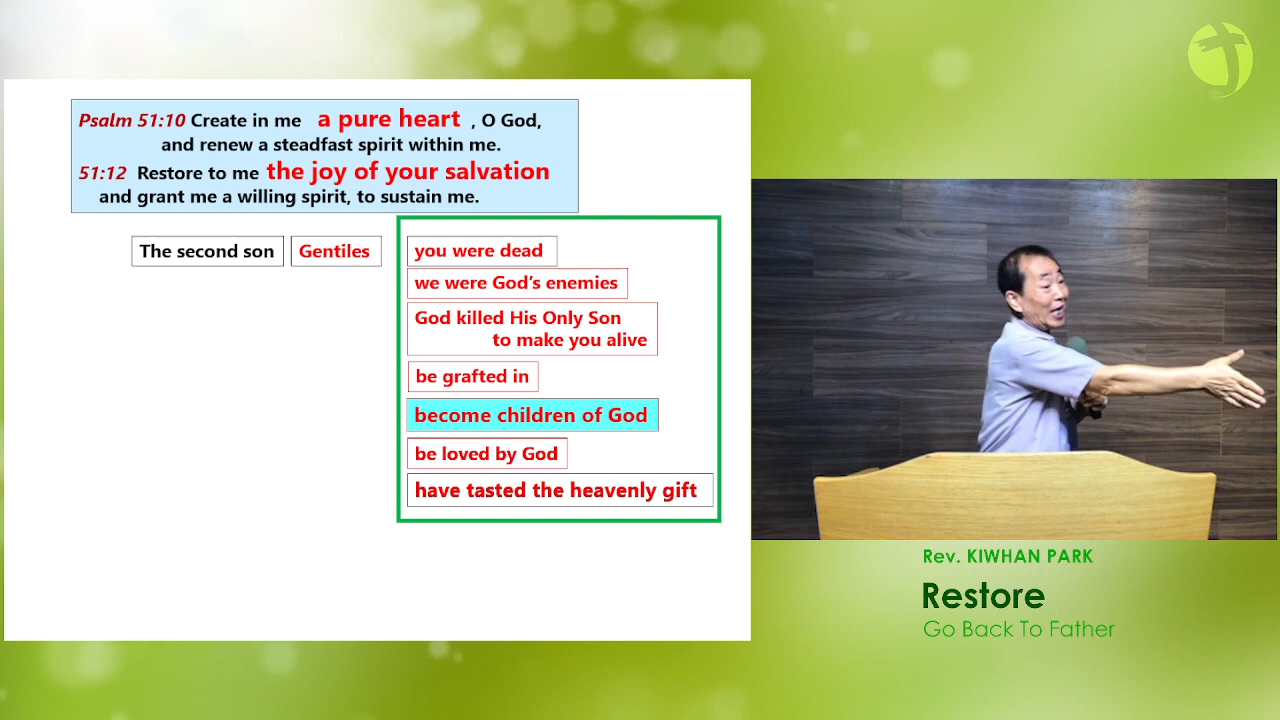 Psalm 51:10 Create in me a pure heart , O God,
and renew a steadfast spirit within me.
51:12 Restore to me the joy of your salvation
and grant me a willing spirit, to sustain me.
The second son Gentiles
you were dead
we were God's enemies
God killed His Only Son
to make you alive
be grafted in
become children of God
be loved by God
have tasted the heavenly gift
Rev. KIWHAN PARK
Restore
Go Back To Father